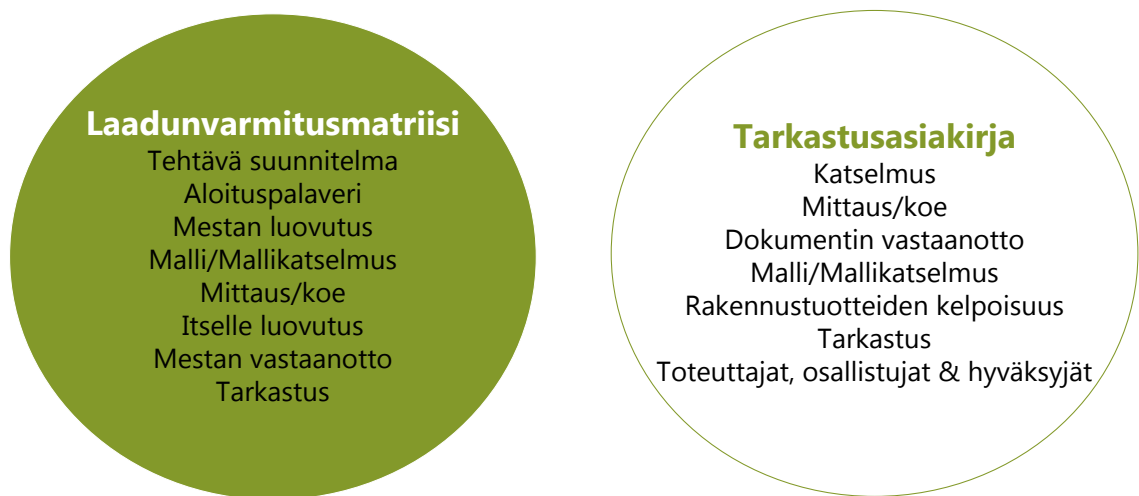 Laadunvarmitusmatriisi
Tehtävä suunnitelma
Aloituspalaveri
Mestan luovutus
Malli/Mallikatselmus
Mittaus/koe
Itselle luovutus
Mestan vastaanotto
Tarkastus
Tarkastusasiakirja
Katselmus
Mittaus/koe
Dokumentin vastaanotto
Malli/Mallikatselmus
Rakennustuotteiden kelpoisuus
Tarkastus
Toteuttajat, osallistujat & hyväksyjät